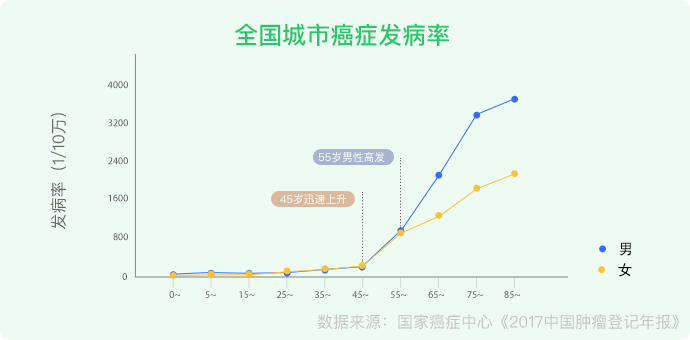 全国城市癌症发病率
发病率（1/10万）
4000
3200
2400
1600
800
0
55岁男性高发
45岁迅速上升
0~ 5~ 15~ 25~ 35~ 45~ 55~ 65~ 75~ 85~
男
女
数据来源：国家癌症中心《2017中国肿瘤登记年报》